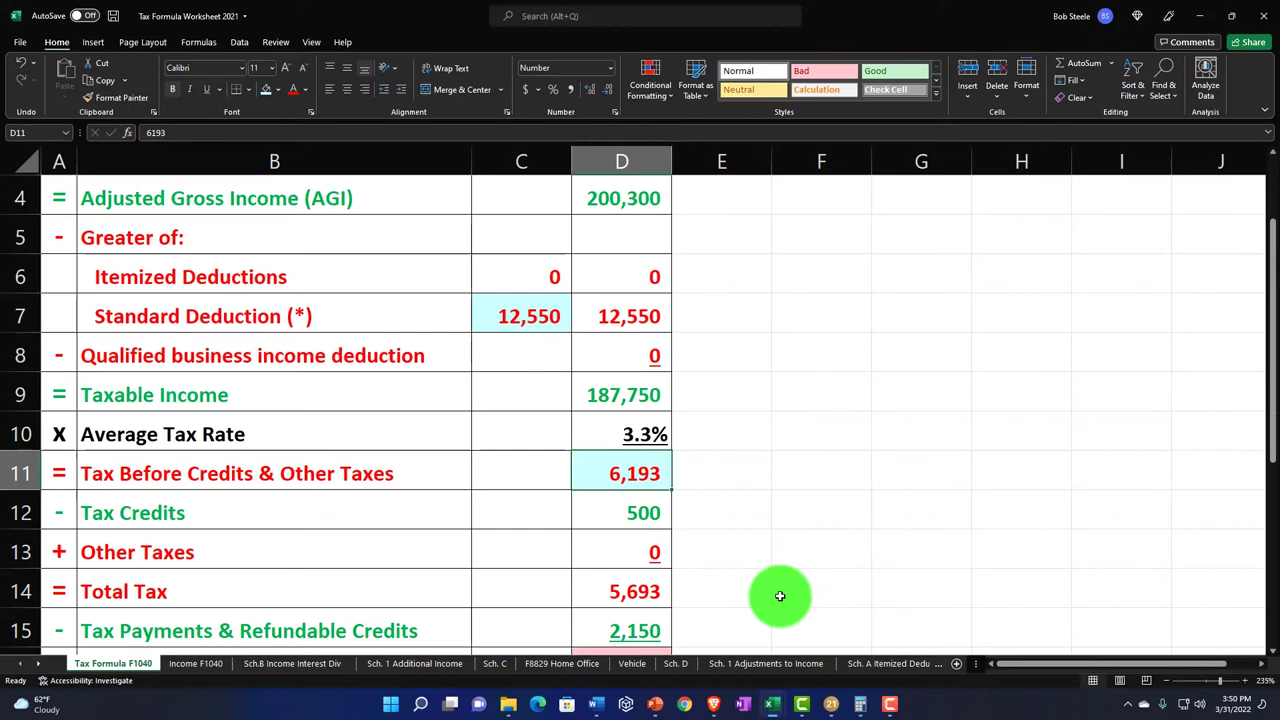 AutoSave Off Tax Formula Worksheet 2021 Search (Alt+Q) Bob Steele BS
File Home Insert Page Layout Formulas Data Review View Help Comments Share
Cut Copy Format Painter Calibri 11 Wrap Text Merge & Center Number Conditional Formatting Format as Table Normal Bad Good Neutral Calculation Check Cell Insert Delete Format AutoSum Fill Clear Sort & Filter Find & Select Analyze Data
Undo Clipboard Font Alignment Number Styles Cells Editing Analysis
D11 fx 6193
A B C D E F G H I J
4 = Adjusted Gross Income (AGI) 200,300
5 - Greater of:
6 Itemized Deductions 0 0
7 Standard Deduction (*) 12,550 12,550
8 - Qualified business income deduction 0
9 = Taxable Income 187,750
10 X Average Tax Rate 3.3%
11 = Tax Before Credits & Other Taxes 6,193
12 - Tax Credits 500
13 + Other Taxes 0
14 = Total Tax 5,693
15 - Tax Payments & Refundable Credits 2,150
Tax Formula F1040 Income F1040 Sch.B Income Interest Div Sch. 1 Additional Income Sch. C F8829 Home Office Vehicle Sch. D Sch. 1 Adjustments to Income Sch. A Itemized Dedu ...
Ready Accessibility: Investigate 235%
62°F
Cloudy
3:50 PM
3/31/2022